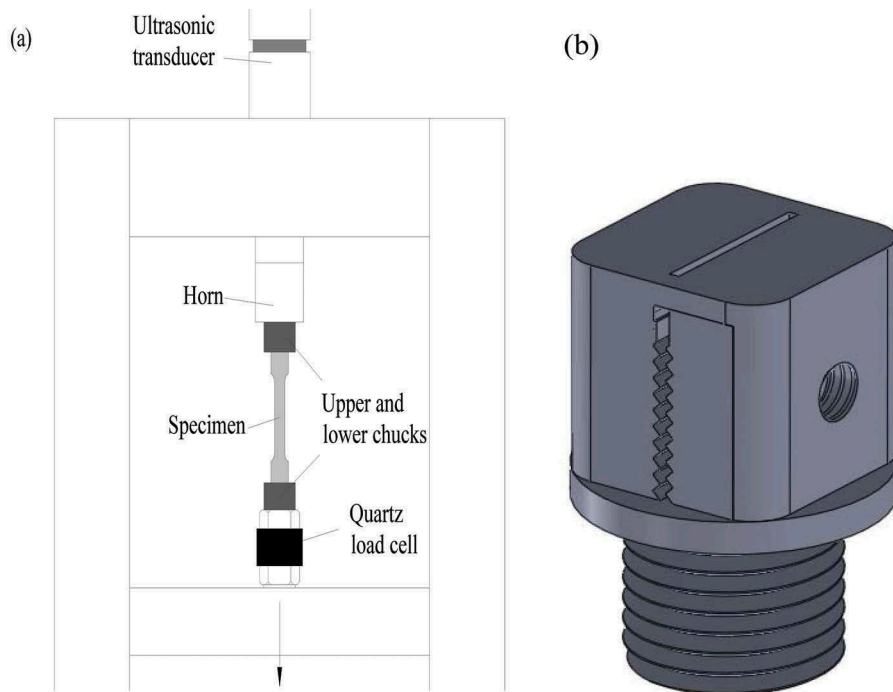 (a)
Ultrasonic
transducer
Horn
Specimen
Upper and
lower chucks
Quartz
load cell
(b)